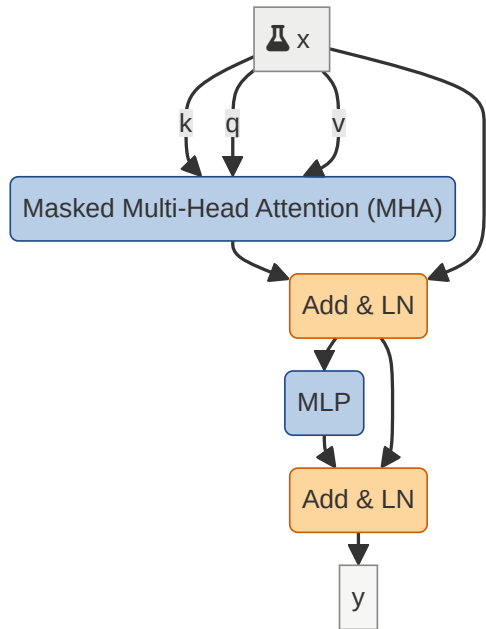 x
k
q
v
Masked Multi-Head Attention (MHA)
Add & LN
MLP
Add & LN
y